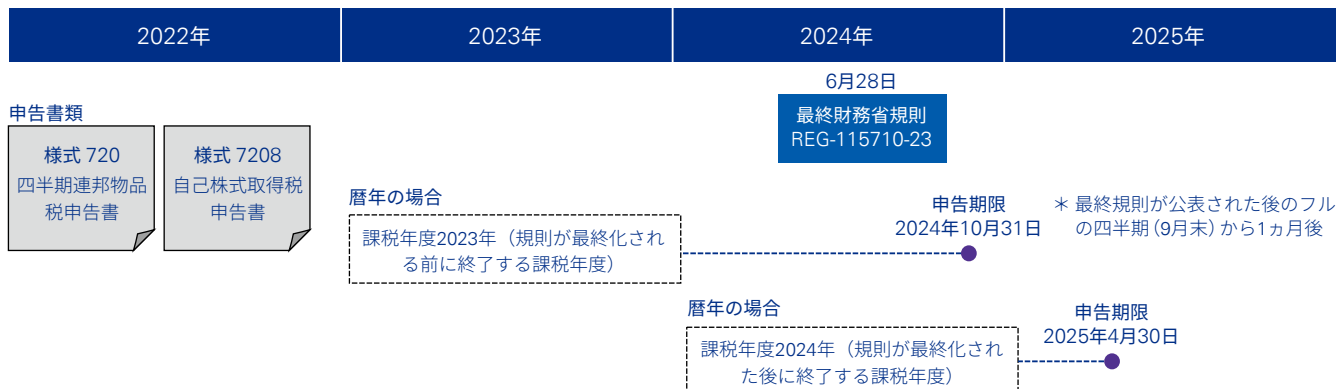 2022年
2023年
2024年
2025年
6月28日
最終財務省規則
REG-115710-23
申告書類
様式 720
四半期連邦物品
税申告書
様式 7208
自己株式取得税
申告書
暦年の場合
課税年度2023年（規則が最終化され
る前に終了する課税年度）
申告期限
2024年10月31日
＊ 最終規則が公表された後のフル
の四半期（9月末）から1ヵ月後
暦年の場合
課税年度2024年（規則が最終化され
た後に終了する課税年度）
申告期限
2025年4月30日